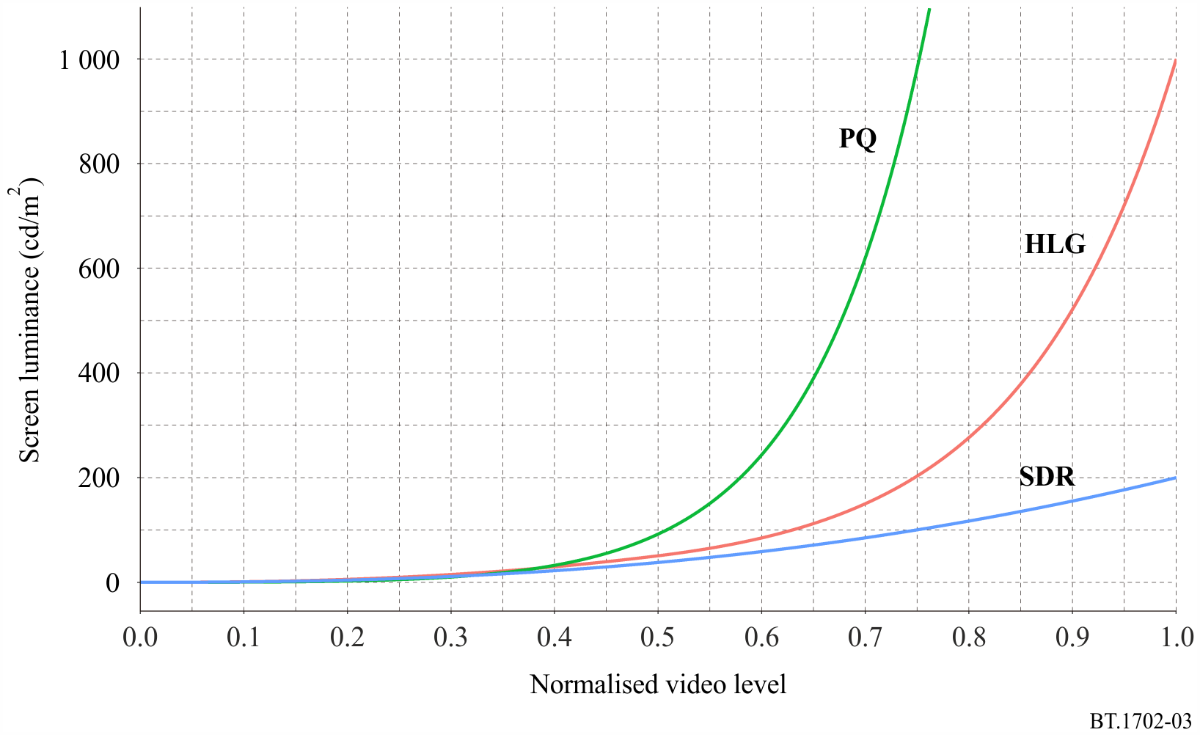 1 000
PQ
800
HLG
600
400
SDR
200
0
Screen luminance (cd/m²)
0.0 0.1 0.2 0.3 0.4 0.5 0.6 0.7 0.8 0.9 1.0
Normalised video level
BT.1702-03